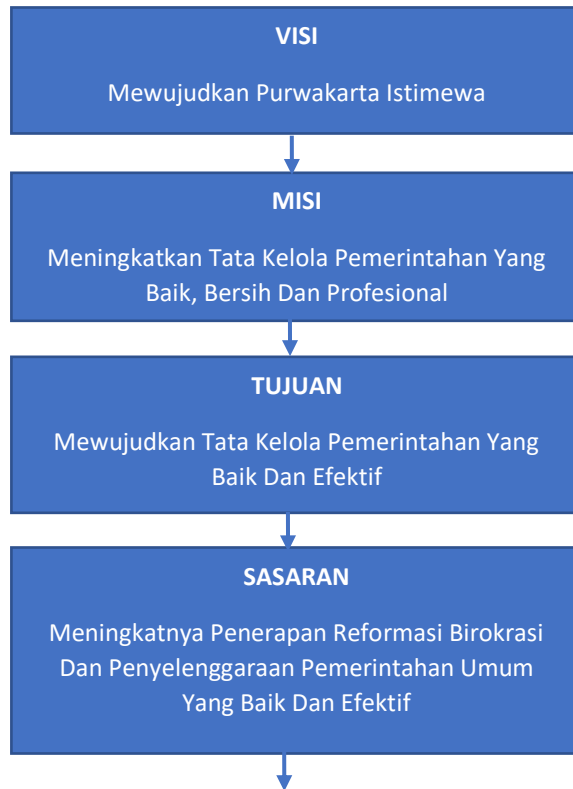 VISI
Mewujudkan Purwakarta Istimewa
MISI
Meningkatkan Tata Kelola Pemerintahan Yang
Baik, Bersih Dan Profesional
TUJUAN
Mewujudkan Tata Kelola Pemerintahan Yang
Baik Dan Efektif
SASARAN
Meningkatnya Penerapan Reformasi Birokrasi
Dan Penyelenggaraan Pemerintahan Umum
Yang Baik Dan Efektif